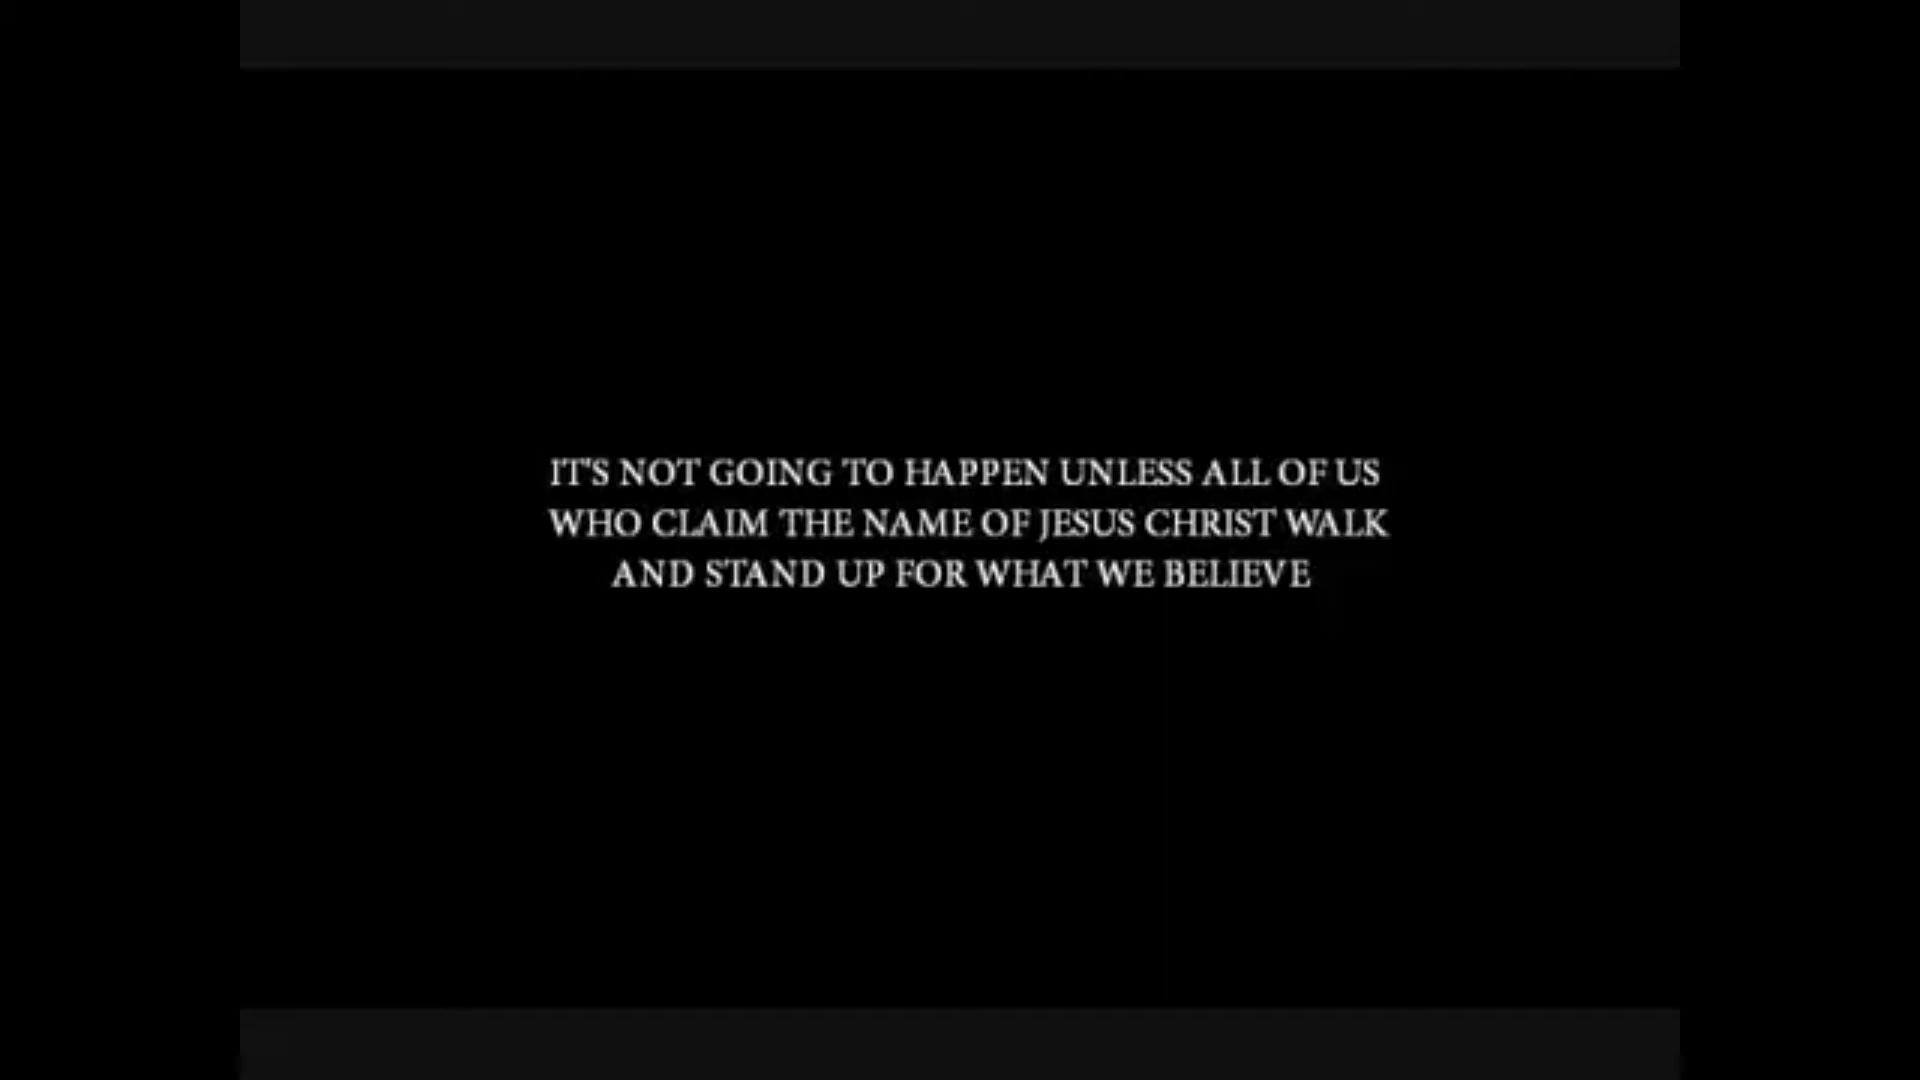 IT'S NOT GOING TO HAPPEN UNLESS ALL OF US
WHO CLAIM THE NAME OF JESUS CHRIST WALK
AND STAND UP FOR WHAT WE BELIEVE